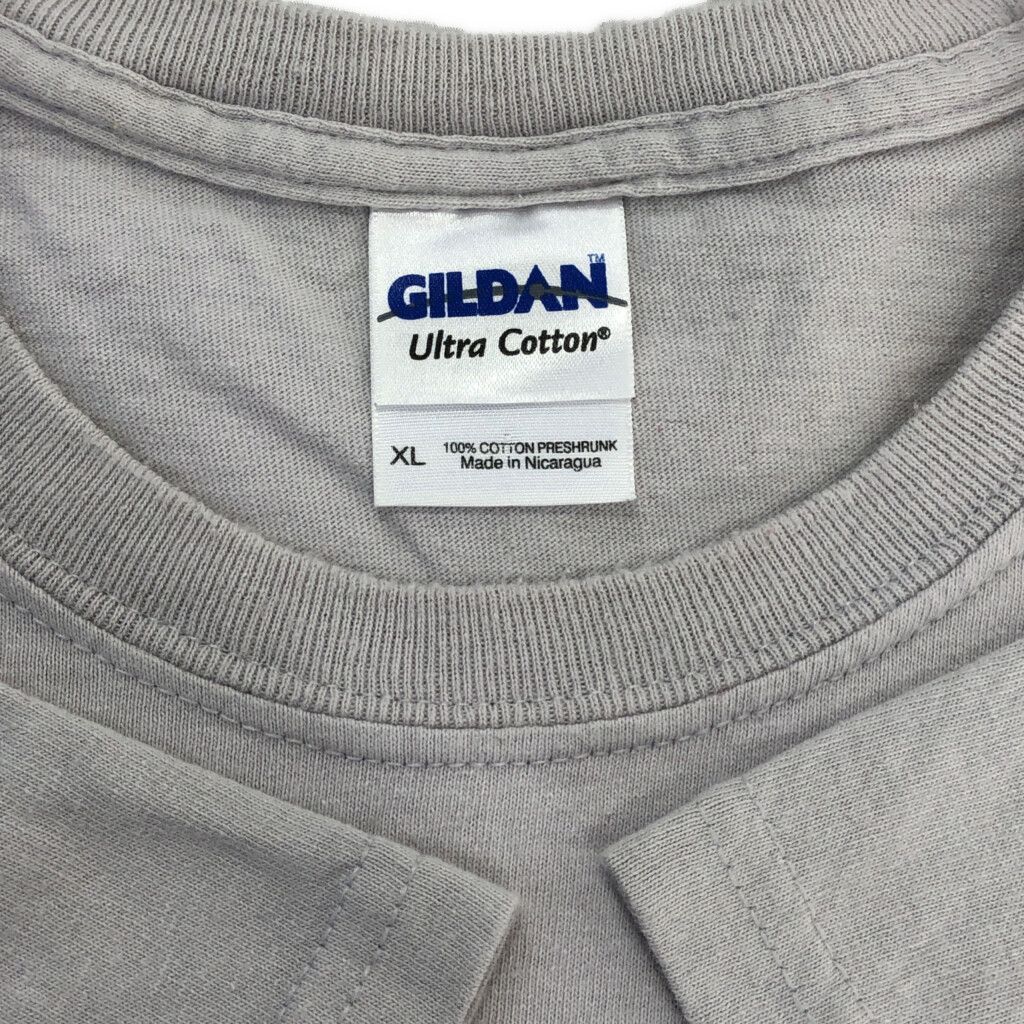 GILDAN™
Ultra Cotton®
XL
100% COTTON PRESHRUNK
Made in Nicaragua